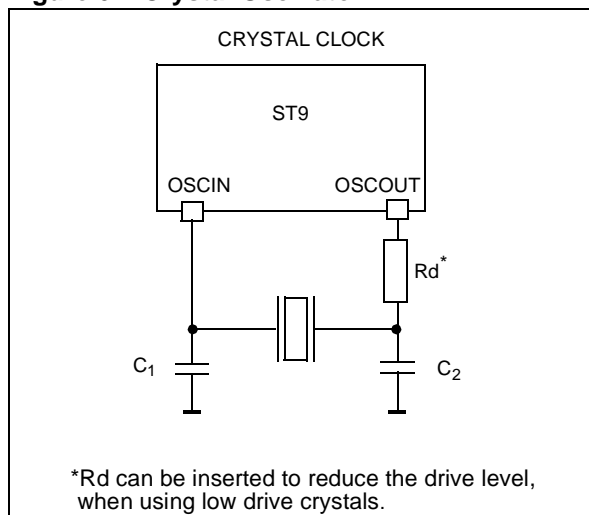 CRYSTAL CLOCK
ST9
OSCIN OSCOUT
Rd*
C1 C2
*Rd can be inserted to reduce the drive level,
when using low drive crystals.